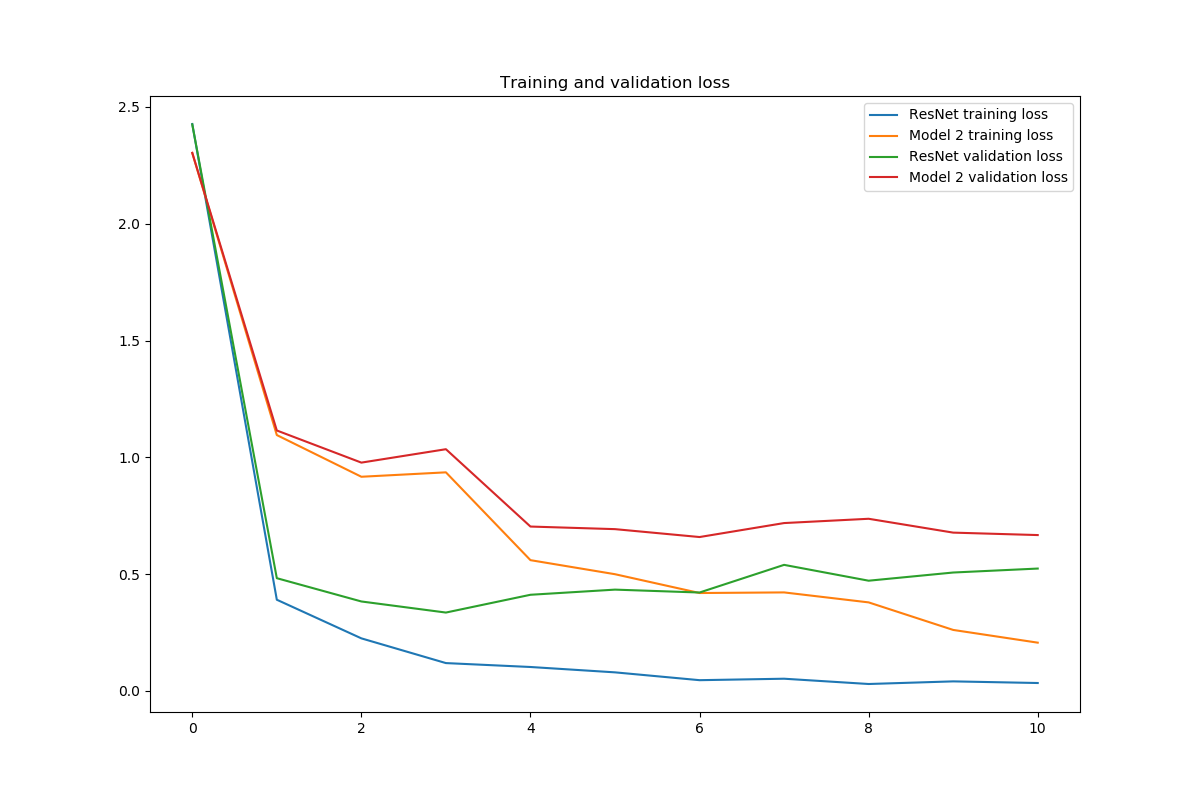 Training and validation loss
ResNet training loss
Model 2 training loss
ResNet validation loss
Model 2 validation loss
2.5
2.0
1.5
1.0
0.5
0.0
0 2 4 6 8 10